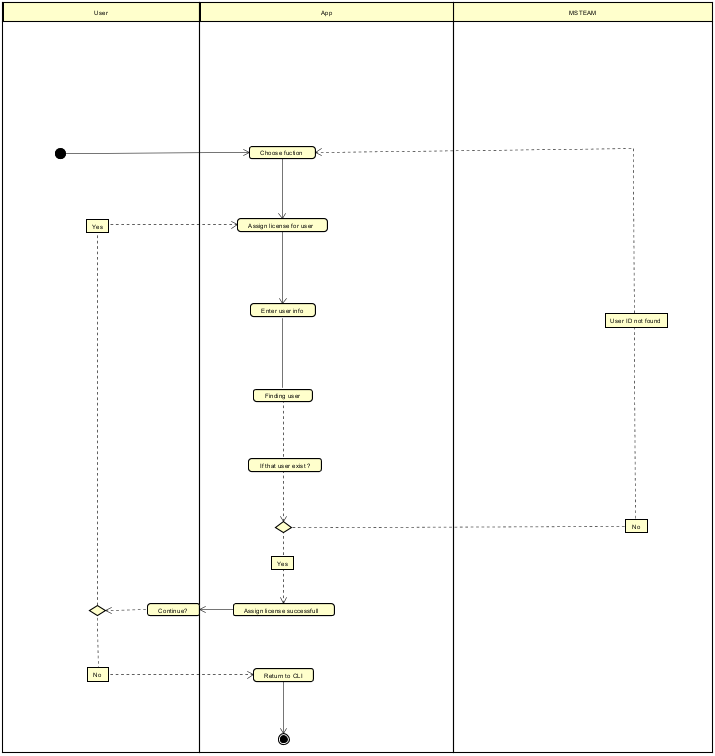 User
App
MSTEAM
Choose fuction
Yes
Assign license for user
Enter user info
User ID not found
Finding user
If that user exist ?
No
Yes
Continue?
Assign license successfull
No
Return to CLI